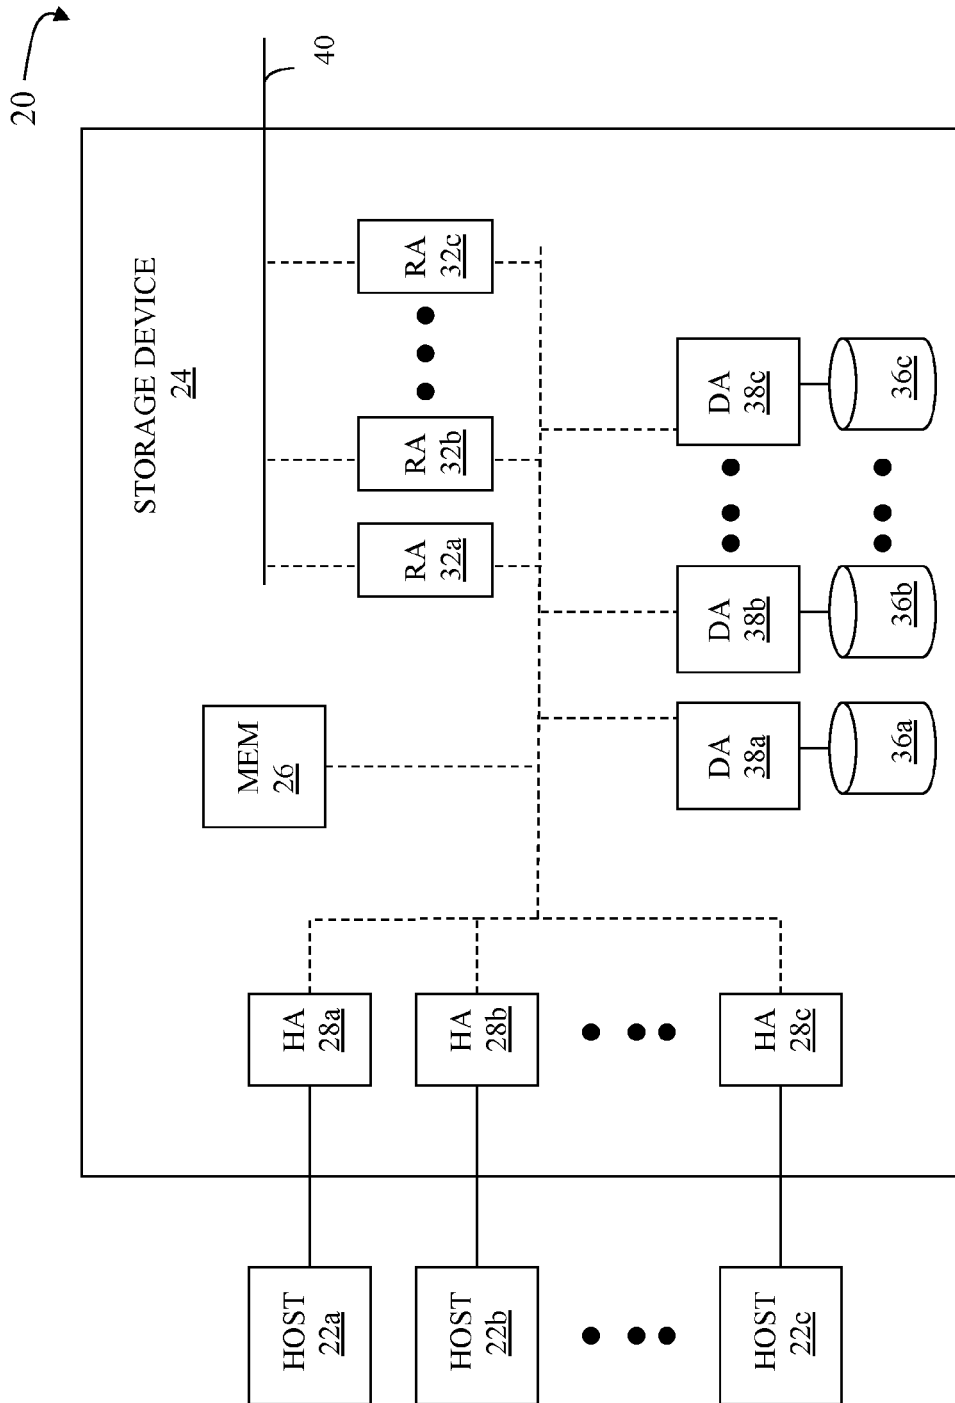 20
40
STORAGE DEVICE
24
RA
32a
RA
32b
RA
32c
MEM
26
HOST
22a
HA
28a
HOST
22b
HA
28b
HOST
22c
HA
28c
DA
38a
DA
38b
DA
38c
36a
36b
36c